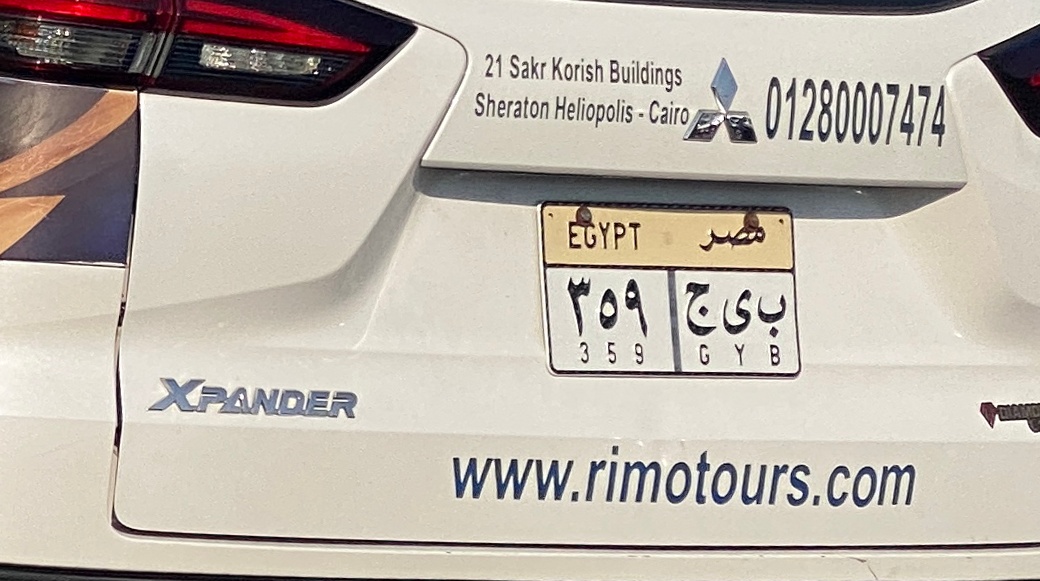 21 Sakr Korish Buildings
Sheraton Heliopolis - Cairo
01280007474
EGYPT مصر
٣٥٩ ب ی ج
3 5 9 G Y B
XPANDER
www.rimotours.com